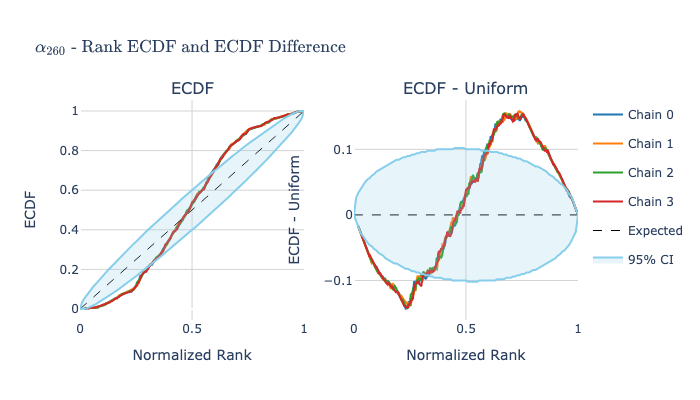 α₂₆₀ - Rank ECDF and ECDF Difference
ECDF
ECDF - Uniform
ECDF
1
0.8
0.6
0.4
0.2
0
0
0.5
1
Normalized Rank
ECDF - Uniform
0.1
0
−0.1
0
0.5
1
Normalized Rank
Chain 0
Chain 1
Chain 2
Chain 3
Expected
95% CI